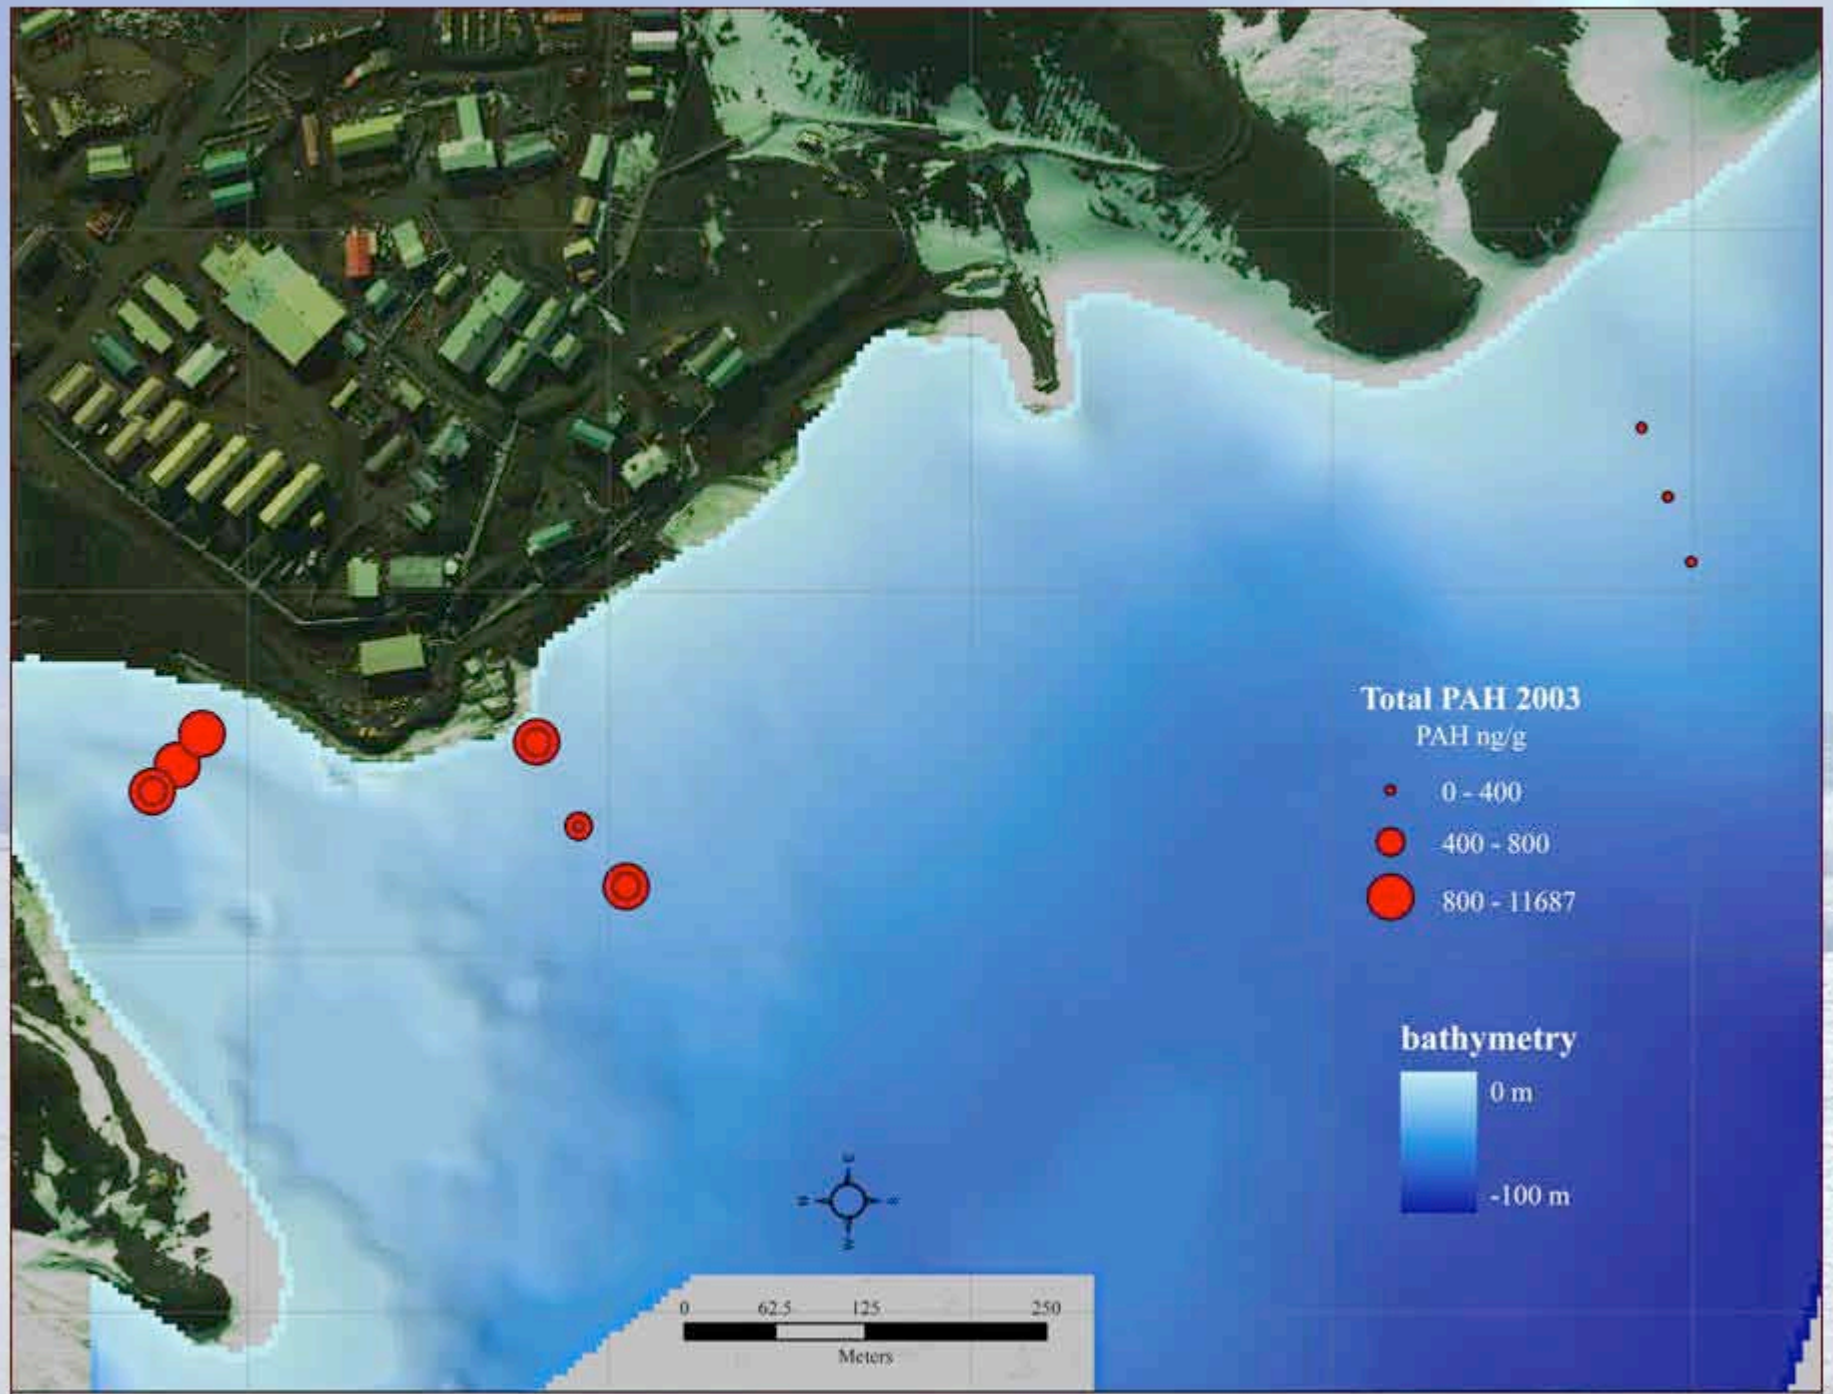 Total PAH 2003
PAH ng/g
0 - 400
400 - 800
800 - 11687
bathymetry
0 m
-100 m
0 62.5 125 250
Meters